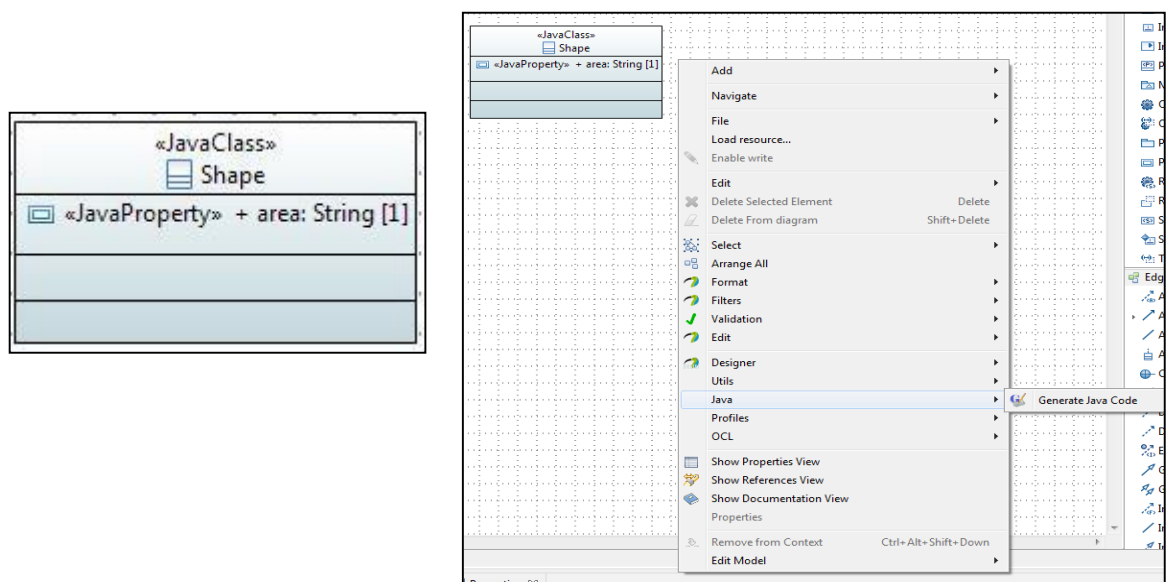 «JavaClass»
Shape
«JavaProperty» + area: String [1]
«JavaClass»
Shape
«JavaProperty» + area: String [1]
Add
Navigate
File
Load resource...
Enable write
Edit
Delete Selected Element Delete
Delete From diagram Shift+Delete
Select
Arrange All
Format
Filters
Validation
Edit
Designer
Utils
Java
Generate Java Code
Profiles
OCL
Show Properties View
Show References View
Show Documentation View
Properties
Remove from Context Ctrl+Alt+Shift+Down
Edit Model